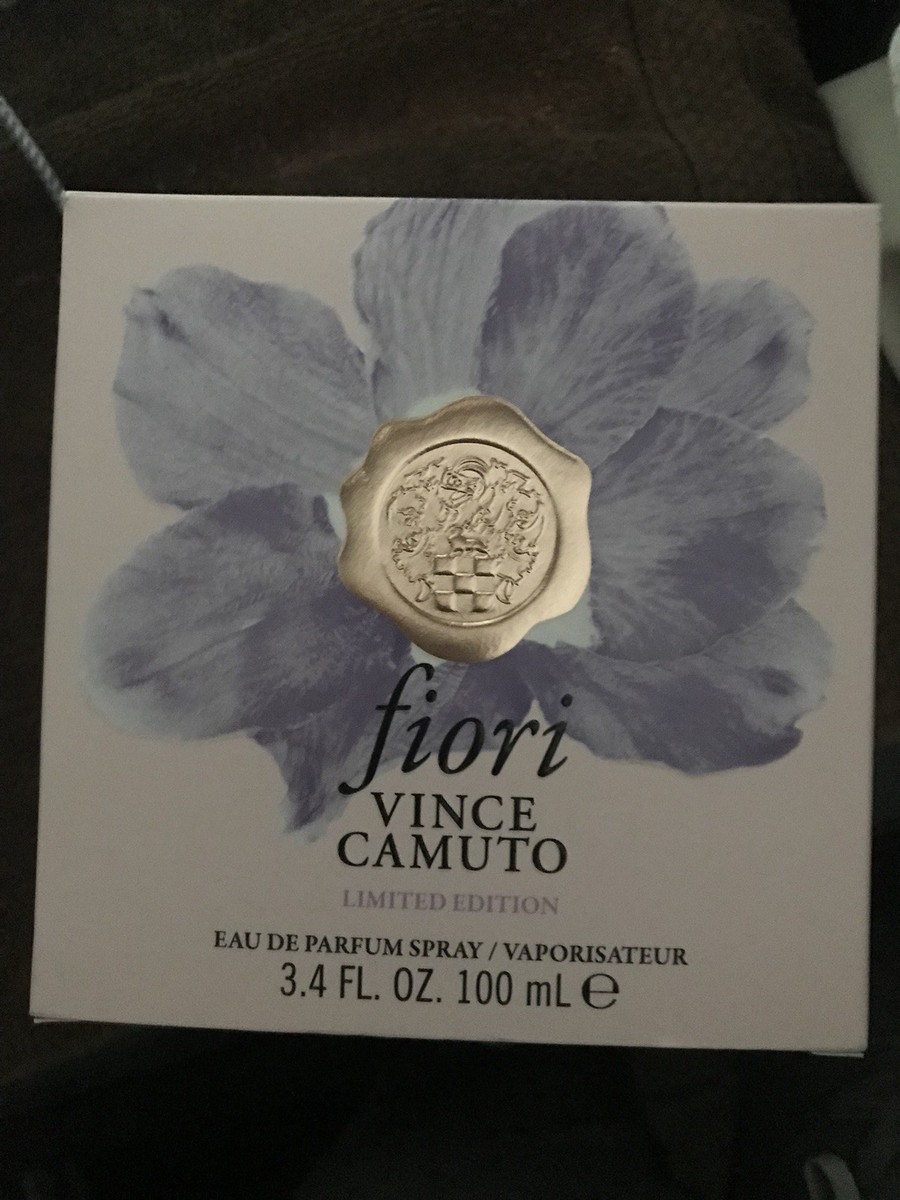 fiori
VINCE
CAMUTO
LIMITED EDITION
EAU DE PARFUM SPRAY / VAPORISATEUR
3.4 FL. OZ. 100 mL ℮